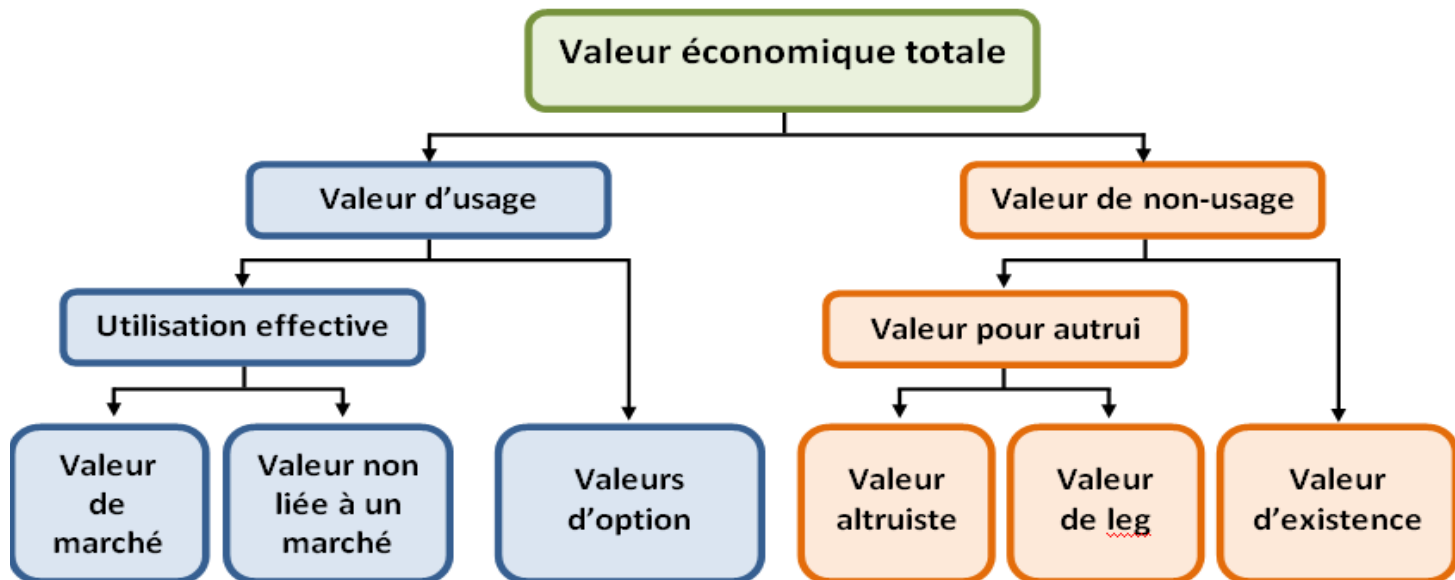 Valeur économique totale
Valeur d’usage
Valeur de non-usage
Utilisation effective
Valeur pour autrui
Valeur
de
marché
Valeur non
liée à un
marché
Valeurs
d’option
Valeur
altruiste
Valeur
de leg
Valeur
d’existence